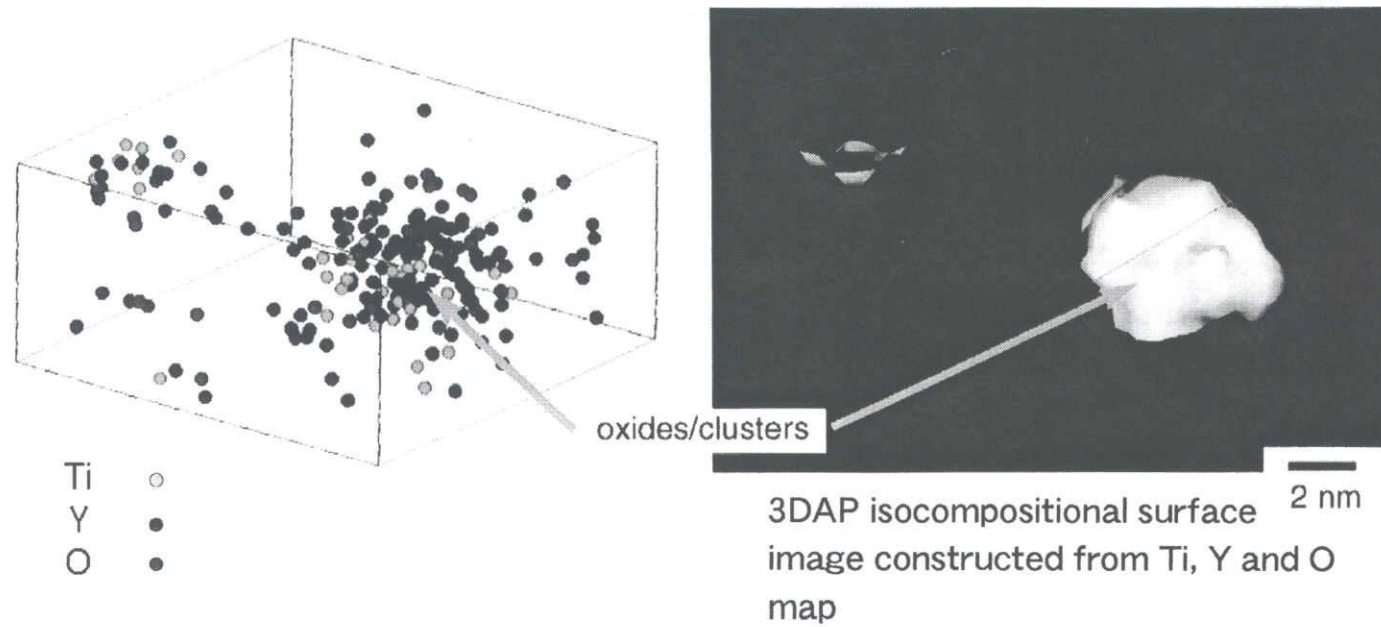 oxides/clusters
Ti
Y
O
2 nm
3DAP isocompositional surface
image constructed from Ti, Y and O
map